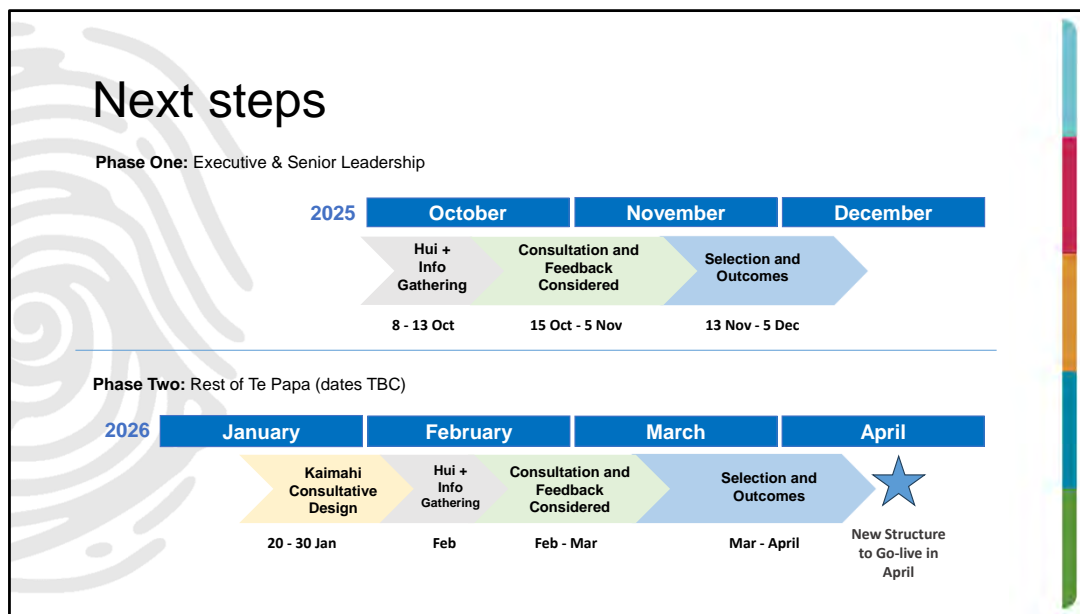 Next steps
Phase One: Executive & Senior Leadership
2025 October November December
Hui +
Info
Gathering
Consultation and
Feedback
Considered
Selection and
Outcomes
8 - 13 Oct 15 Oct - 5 Nov 13 Nov - 5 Dec
Phase Two: Rest of Te Papa (dates TBC)
2026 January February March April
Kaimahi
Consultative
Design
Hui +
Info
Gathering
Consultation and
Feedback
Considered
Selection and
Outcomes
20 - 30 Jan Feb Feb - Mar Mar - April
New Structure
to Go-live in
April